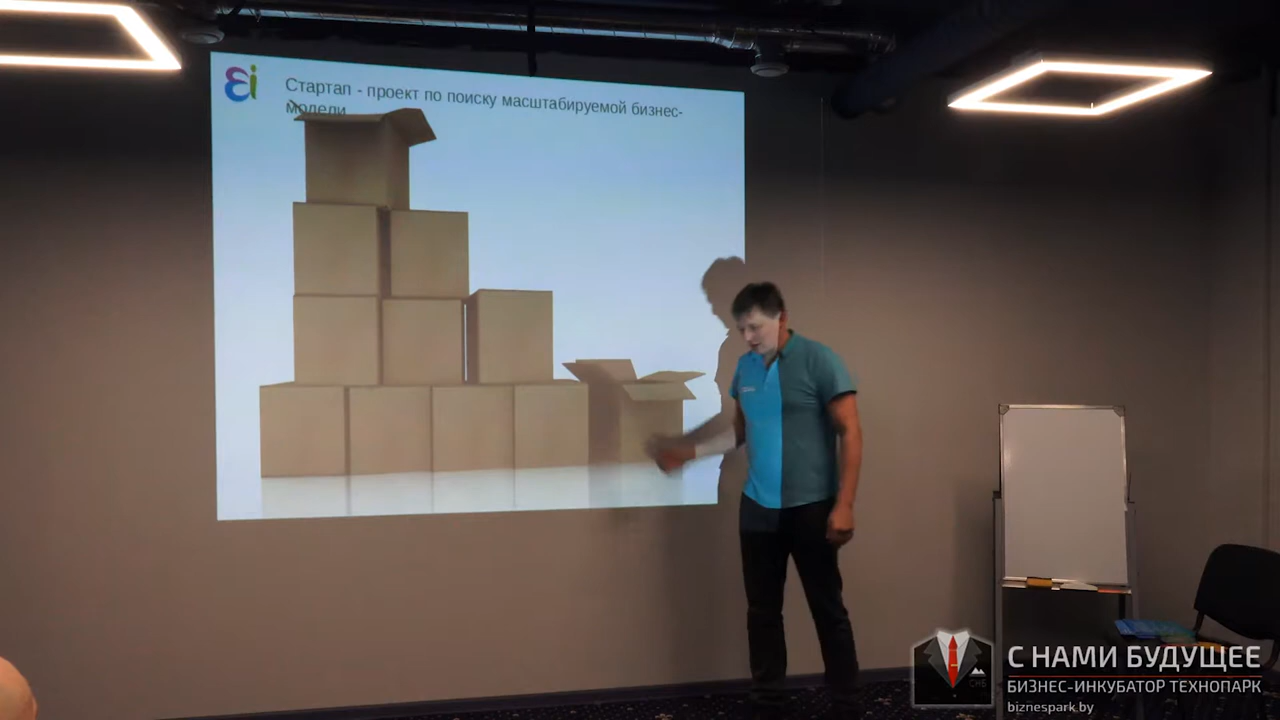 Стартап - проект по поиску масштабируемой бизнес-
модели
С НАМИ БУДУЩЕЕ
БИЗНЕС-ИНКУБАТОР ТЕХНОПАРК
biznespark.by